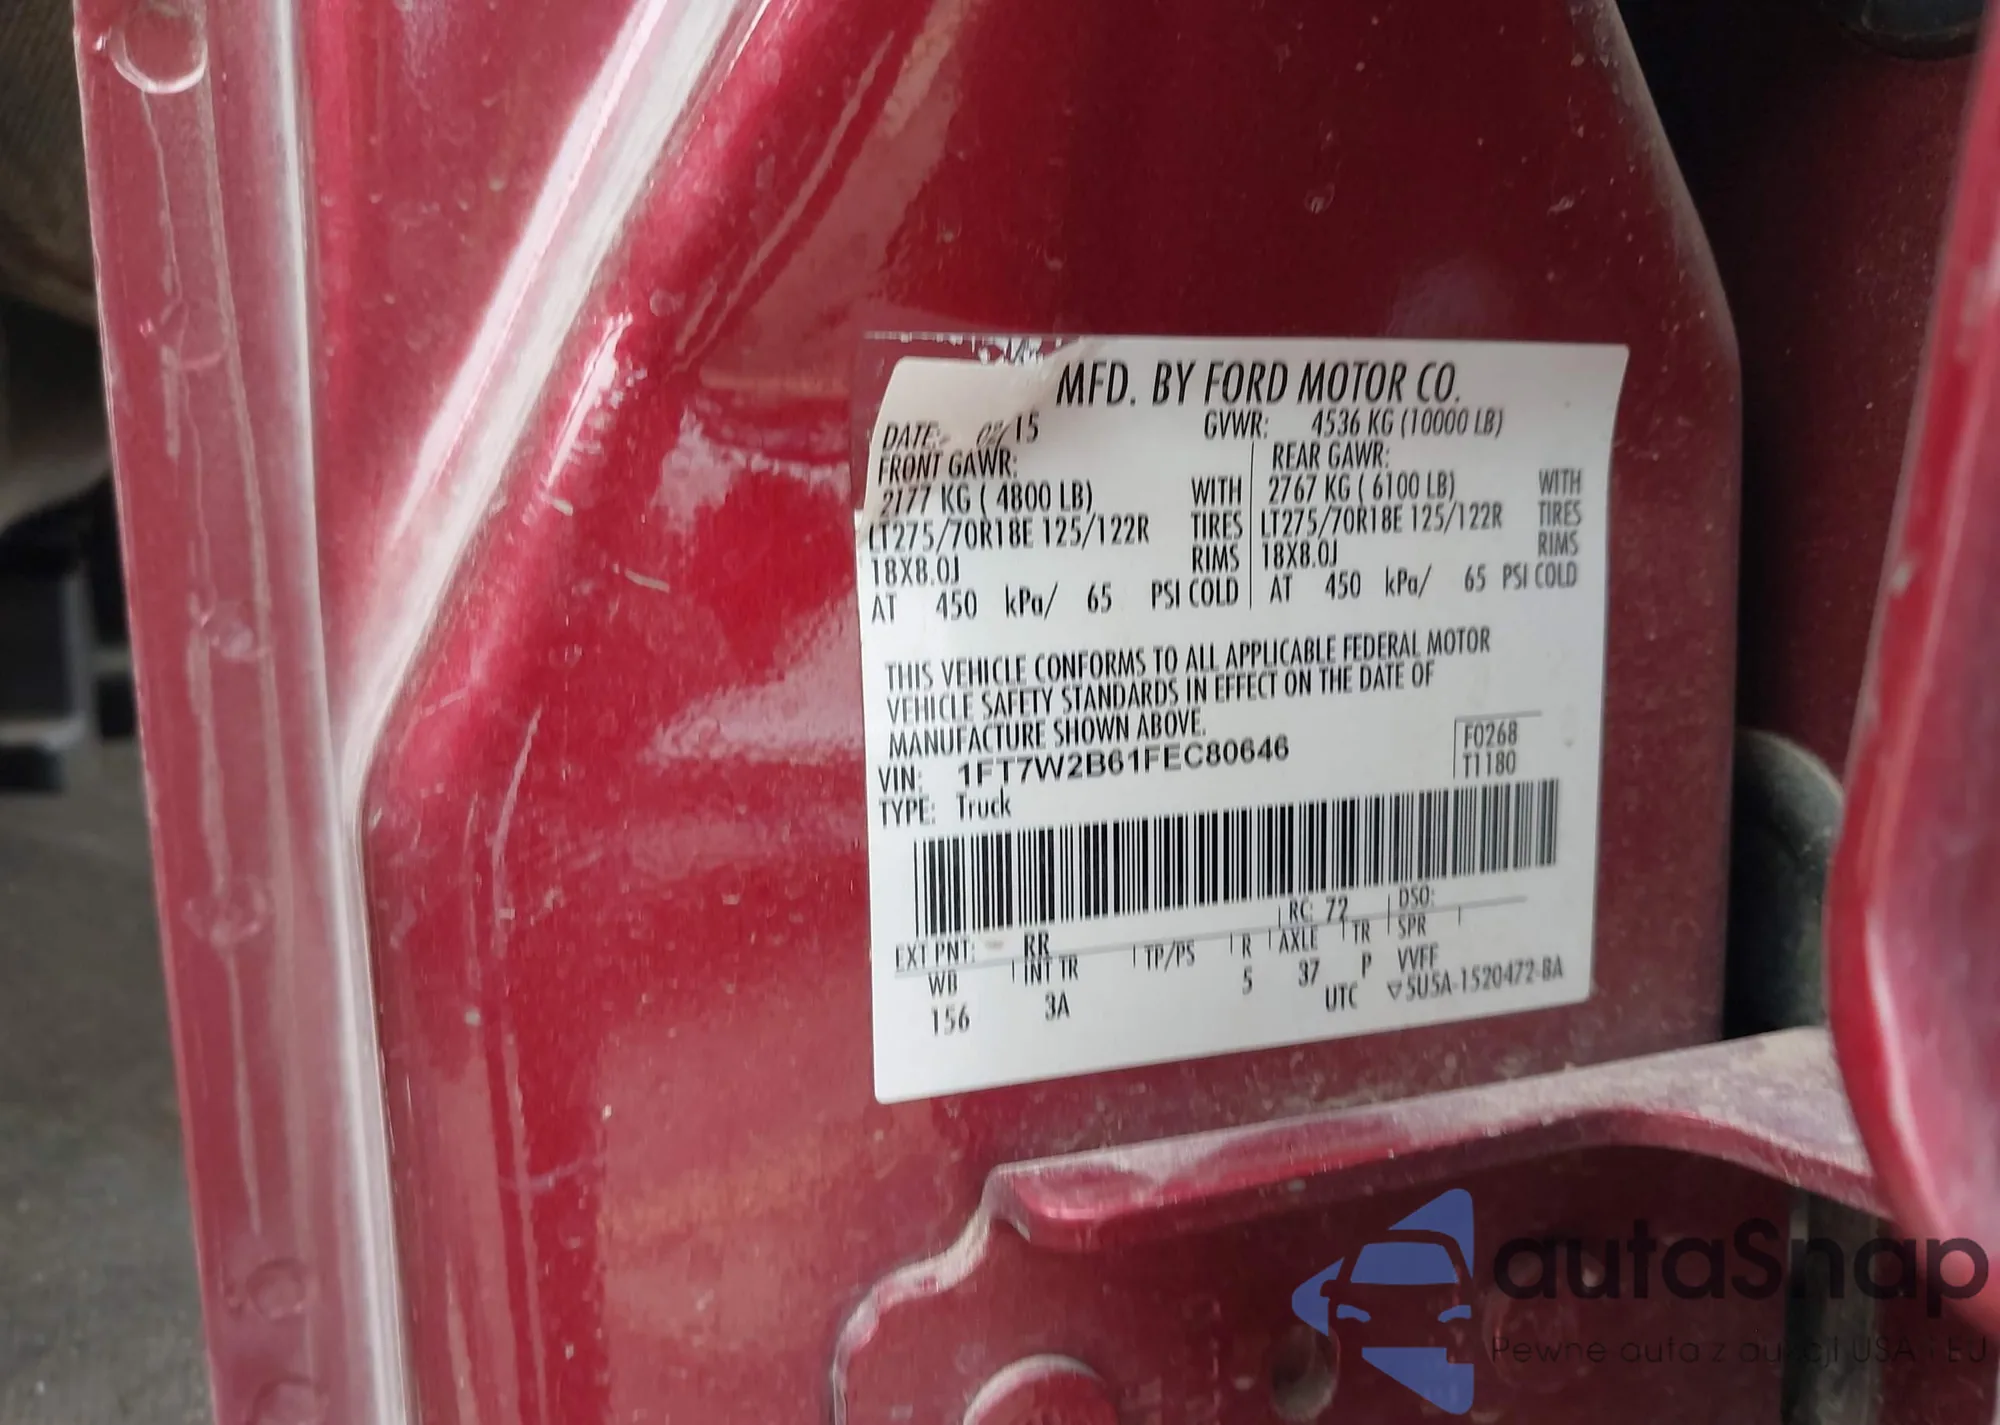 MFD. BY FORD MOTOR CO.
DATE: 02/15 GVWR: 4536 KG (10000 LB)
FRONT GAWR: REAR GAWR:
2177 KG ( 4800 LB) WITH 2767 KG ( 6100 LB) WITH
LT275/70R18E 125/122R TIRES LT275/70R18E 125/122R TIRES
18X8.0J RIMS 18X8.0J RIMS
AT 450 kPa/ 65 PSI COLD AT 450 kPa/ 65 PSI COLD
THIS VEHICLE CONFORMS TO ALL APPLICABLE FEDERAL MOTOR
VEHICLE SAFETY STANDARDS IN EFFECT ON THE DATE OF
MANUFACTURE SHOWN ABOVE.
VIN: 1FT7W2B61FEC80646 F0268
TYPE: Truck T1180
EXT PNT: RR RC: 72 DSO:
WB INT TR TP/PS R AXLE TR SPR
156 3A 5 37 P VVFF
UTC ▽5U5A-1520472-BA
autaSnap
Pewne auta z aukcji USA i EU